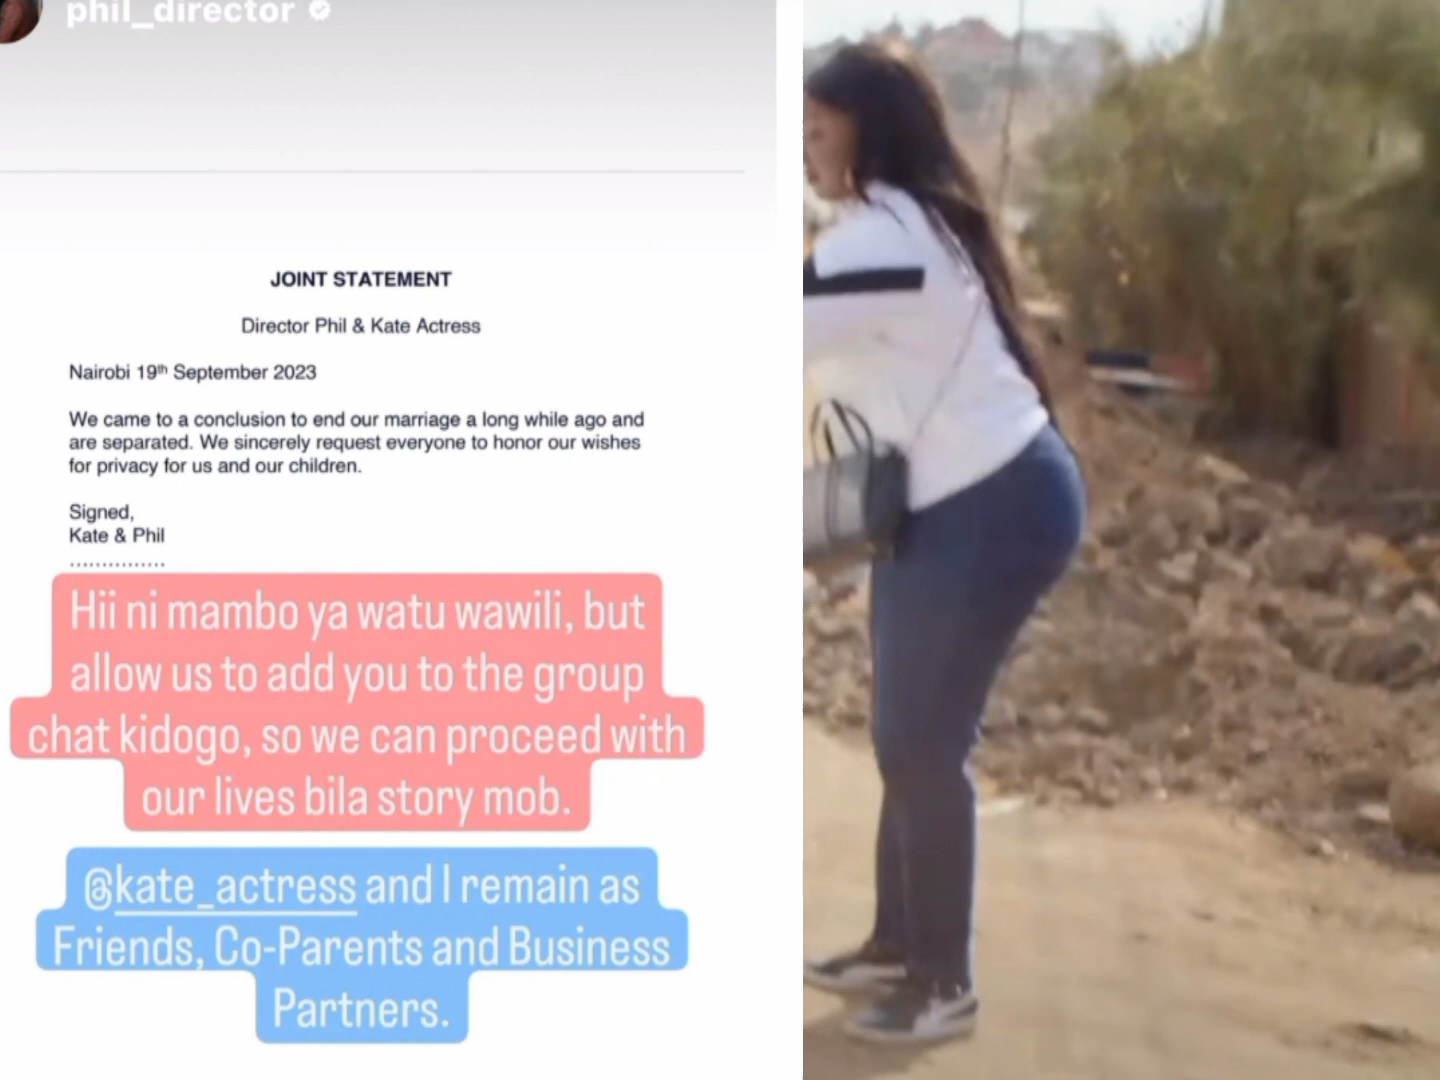 phil_director
JOINT STATEMENT
Director Phil & Kate Actress
Nairobi 19th September 2023
We came to a conclusion to end our marriage a long while ago and
are separated. We sincerely request everyone to honor our wishes
for privacy for us and our children.
Signed,
Kate & Phil
...............
Hii ni mambo ya watu wawili, but
allow us to add you to the group
chat kidogo, so we can proceed with
our lives bila story mob.
@kate_actress and I remain as
Friends, Co-Parents and Business
Partners.